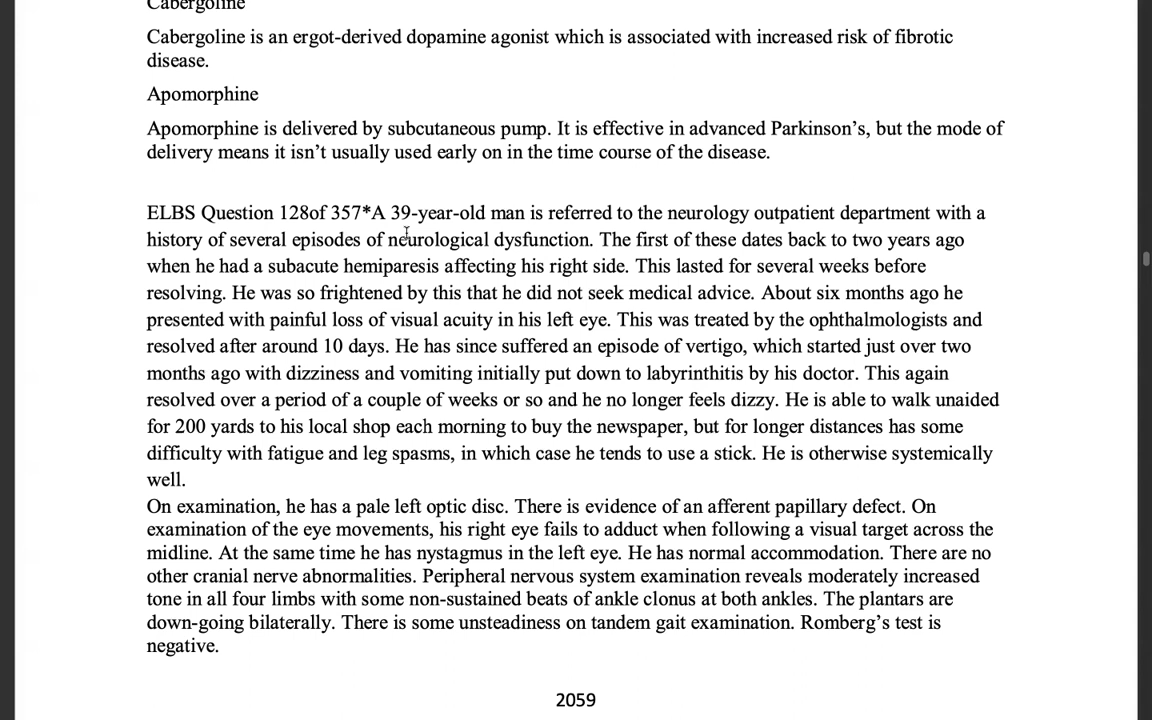 Cabergoline
Cabergoline is an ergot-derived dopamine agonist which is associated with increased risk of fibrotic
disease.
Apomorphine
Apomorphine is delivered by subcutaneous pump. It is effective in advanced Parkinson’s, but the mode of
delivery means it isn’t usually used early on in the time course of the disease.
ELBS Question 128of 357*A 39-year-old man is referred to the neurology outpatient department with a
history of several episodes of neurological dysfunction. The first of these dates back to two years ago
when he had a subacute hemiparesis affecting his right side. This lasted for several weeks before
resolving. He was so frightened by this that he did not seek medical advice. About six months ago he
presented with painful loss of visual acuity in his left eye. This was treated by the ophthalmologists and
resolved after around 10 days. He has since suffered an episode of vertigo, which started just over two
months ago with dizziness and vomiting initially put down to labyrinthitis by his doctor. This again
resolved over a period of a couple of weeks or so and he no longer feels dizzy. He is able to walk unaided
for 200 yards to his local shop each morning to buy the newspaper, but for longer distances has some
difficulty with fatigue and leg spasms, in which case he tends to use a stick. He is otherwise systemically
well.
On examination, he has a pale left optic disc. There is evidence of an afferent papillary defect. On
examination of the eye movements, his right eye fails to adduct when following a visual target across the
midline. At the same time he has nystagmus in the left eye. He has normal accommodation. There are no
other cranial nerve abnormalities. Peripheral nervous system examination reveals moderately increased
tone in all four limbs with some non-sustained beats of ankle clonus at both ankles. The plantars are
down-going bilaterally. There is some unsteadiness on tandem gait examination. Romberg’s test is
negative.
2059